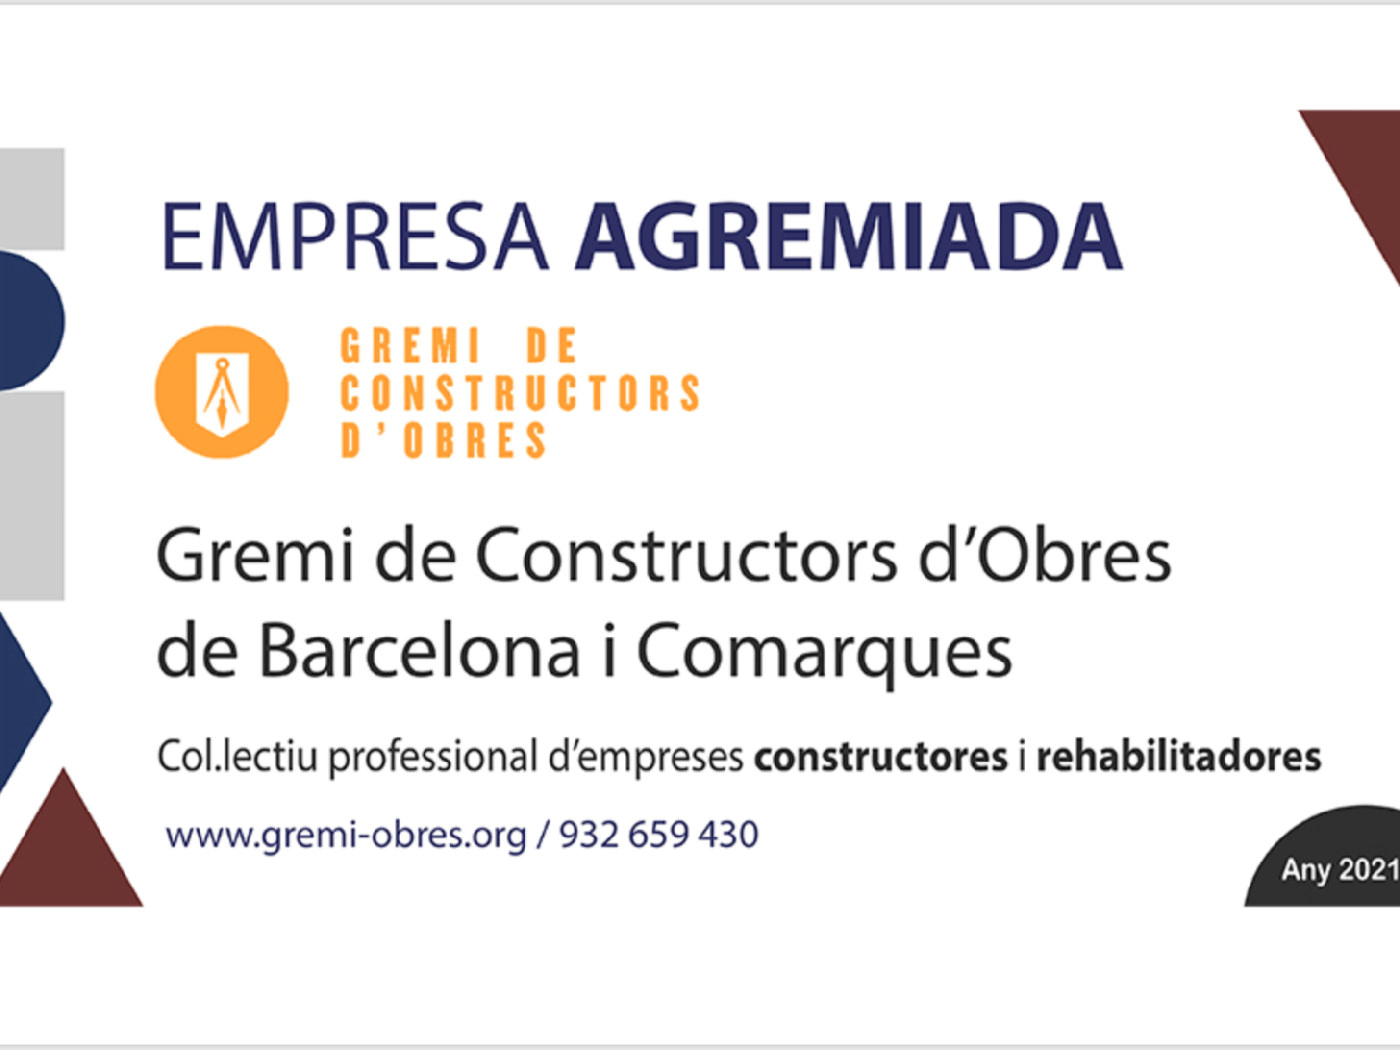 EMPRESA AGREMIADA
GREMI DE
CONSTRUCTORS
D'OBRES
Gremi de Constructors d’Obres
de Barcelona i Comarques
Col.lectiu professional d’empreses constructores i rehabilitadores
www.gremi-obres.org / 932 659 430
Any 2021